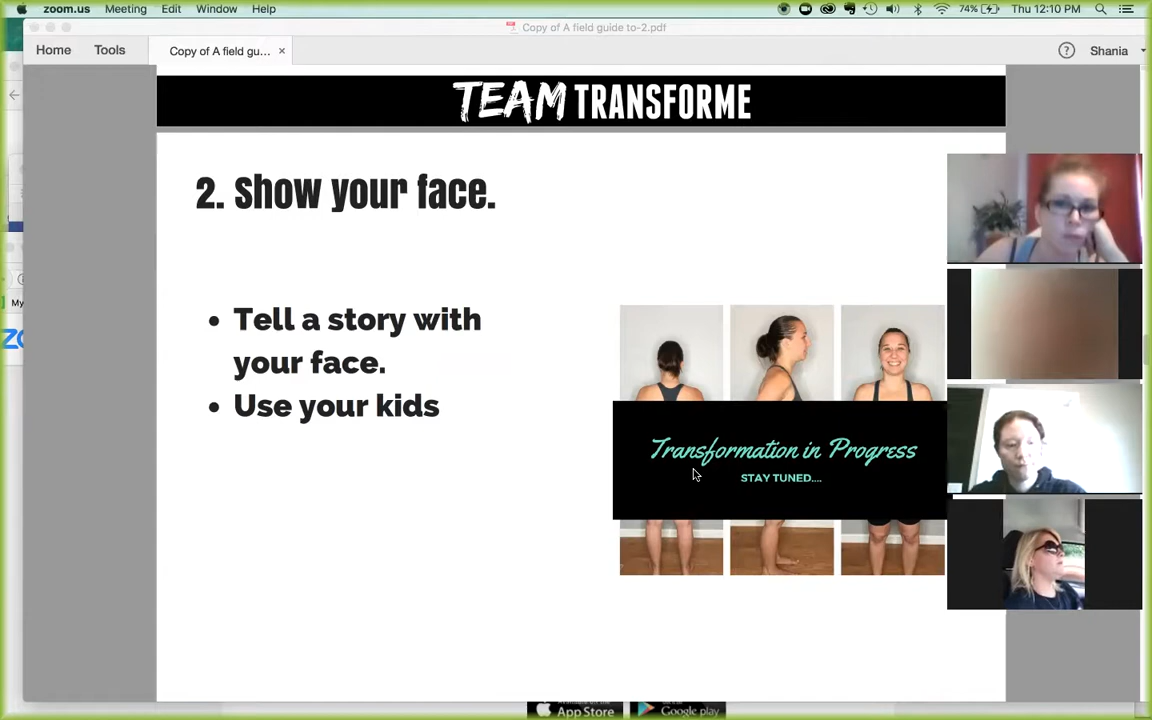 zoom.us Meeting Edit Window Help
74% Thu 12:10 PM
Copy of A field guide to-2.pdf
Home Tools Copy of A field gu... × ? Shania
TEAM TRANSFORME
2. Show your face.
• Tell a story with
your face.
• Use your kids
Transformation in Progress
STAY TUNED....
My
App Store Google play